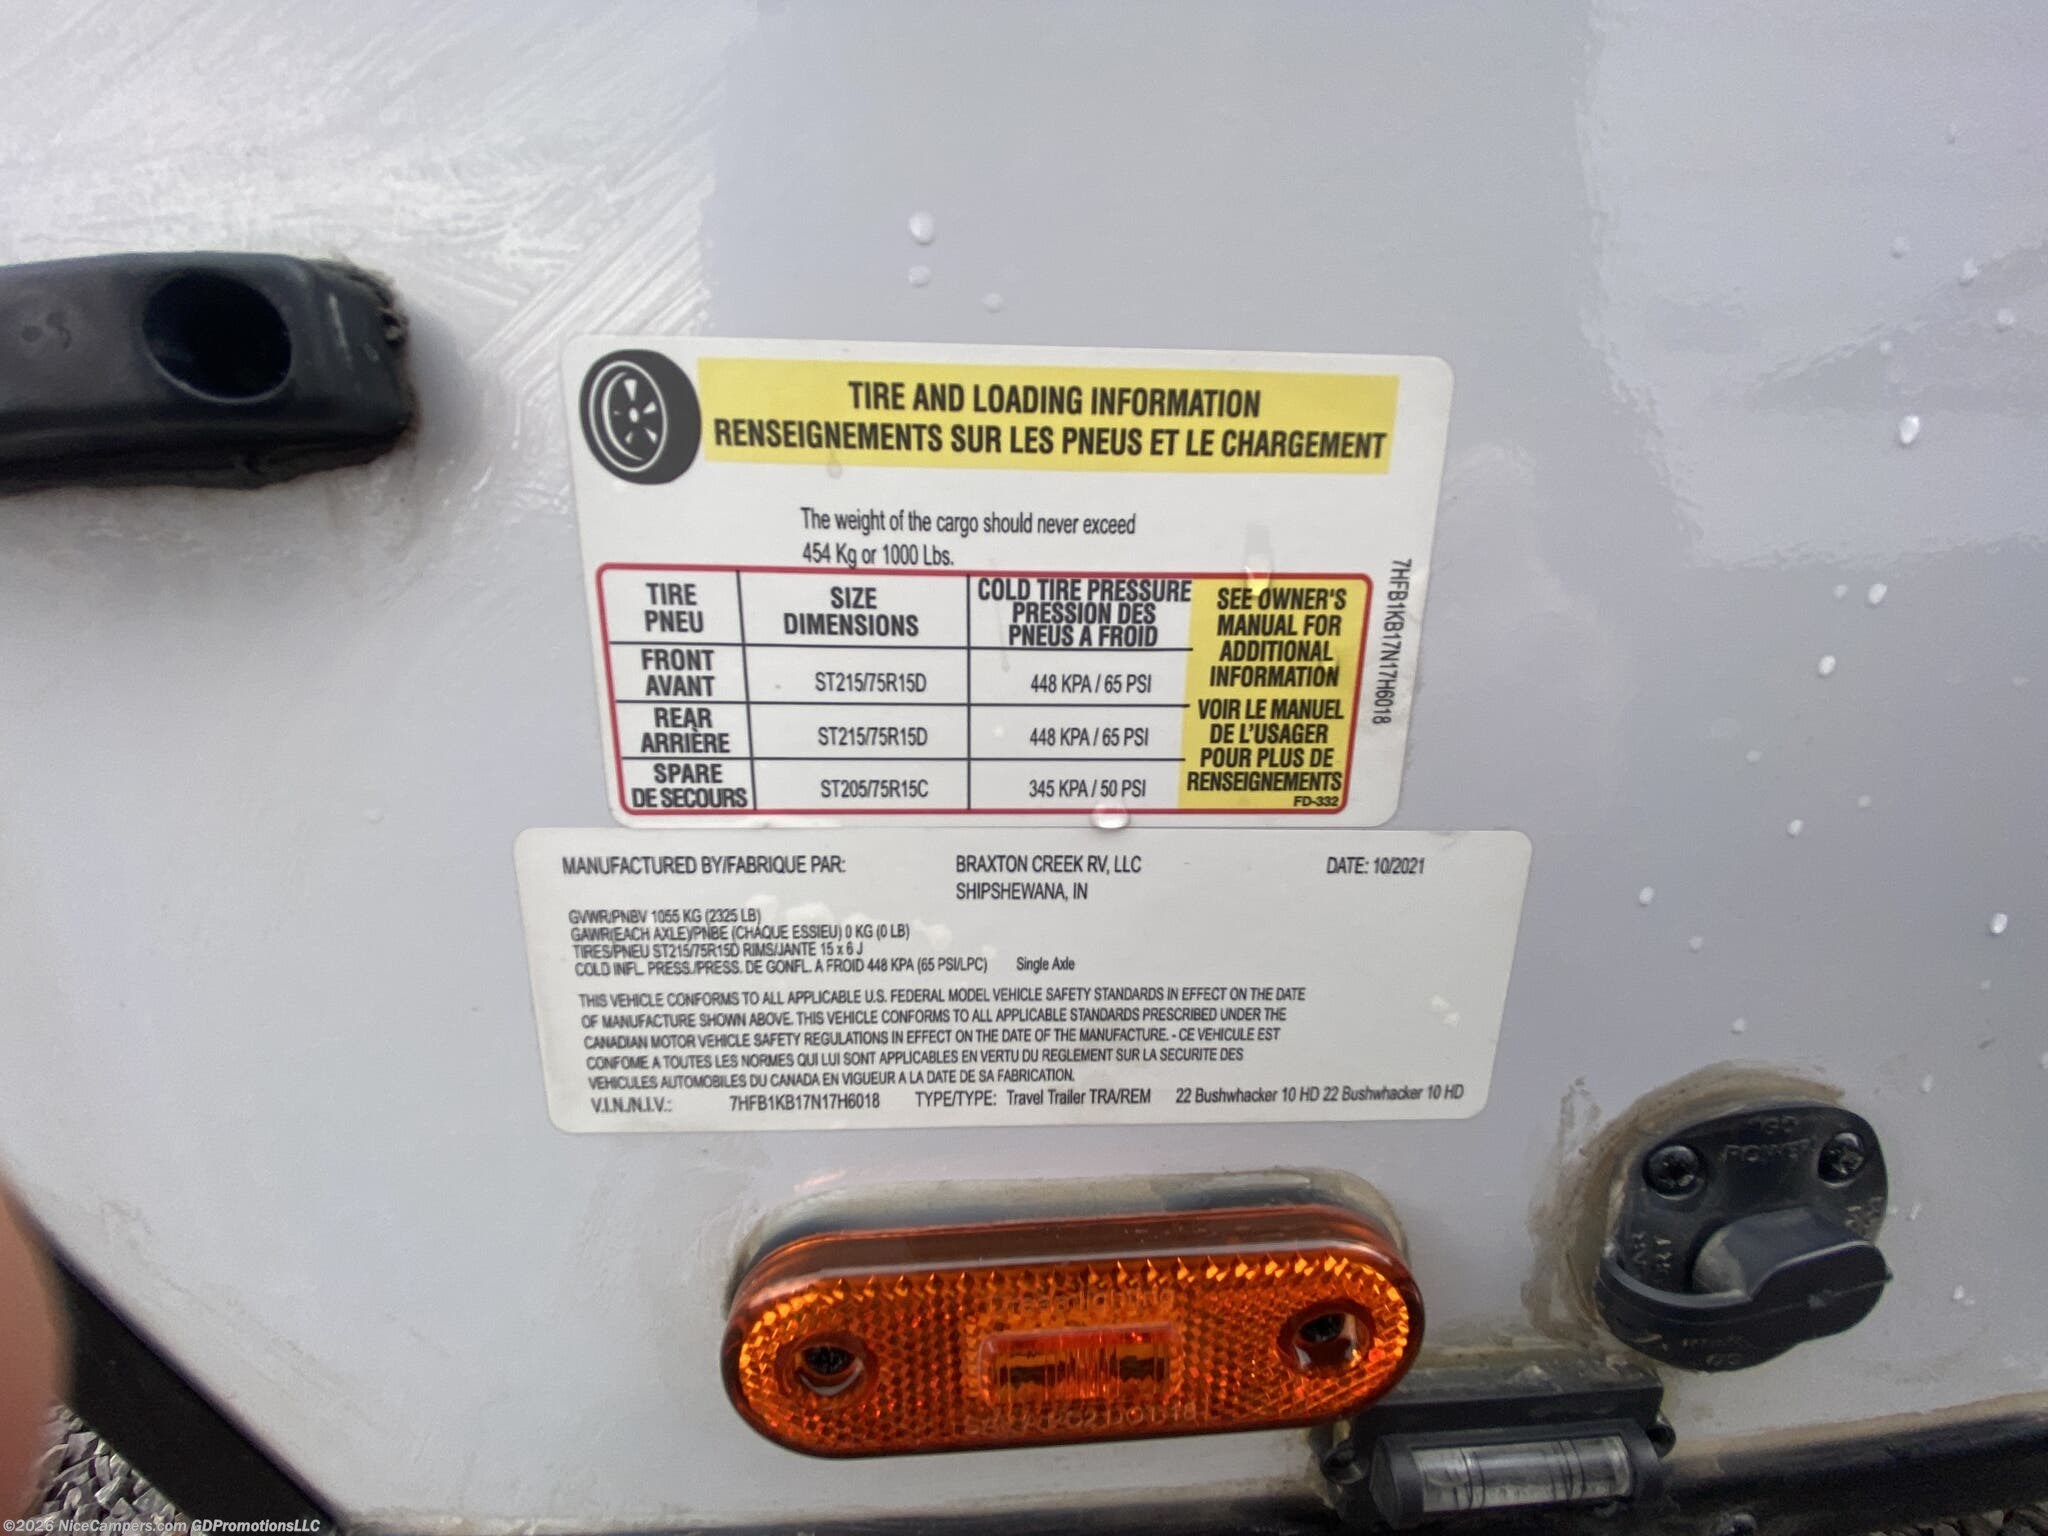 TIRE AND LOADING INFORMATION
RENSEIGNEMENTS SUR LES PNEUS ET LE CHARGEMENT
The weight of the cargo should never exceed
454 Kg or 1000 Lbs.
TIRE
PNEU
SIZE
DIMENSIONS
COLD TIRE PRESSURE
PRESSION DES
PNEUS A FROID
FRONT
AVANT
ST215/75R15D
448 KPA / 65 PSI
REAR
ARRIÈRE
ST215/75R15D
448 KPA / 65 PSI
SPARE
DE SECOURS
ST205/75R15C
345 KPA / 50 PSI
SEE OWNER'S
MANUAL FOR
ADDITIONAL
INFORMATION
VOIR LE MANUEL
DE L'USAGER
POUR PLUS DE
RENSEIGNEMENTS
FD-332
7HFB1KB17N17H6018
MANUFACTURED BY/FABRIQUE PAR: BRAXTON CREEK RV, LLC DATE: 10/2021
SHIPSHEWANA, IN
GVWR/PNBV 1055 KG (2325 LB)
GAWR(EACH AXLE)/PNBE (CHAQUE ESSIEU) 0 KG (0 LB)
TIRES/PNEU ST215/75R15D RIMS/JANTE 15 x 6 J
COLD INFL. PRESS./PRESS. DE GONFL. A FROID 448 KPA (65 PSI/LPC) Single Axle
THIS VEHICLE CONFORMS TO ALL APPLICABLE U.S. FEDERAL MODEL VEHICLE SAFETY STANDARDS IN EFFECT ON THE DATE
OF MANUFACTURE SHOWN ABOVE. THIS VEHICLE CONFORMS TO ALL APPLICABLE STANDARDS PRESCRIBED UNDER THE
CANADIAN MOTOR VEHICLE SAFETY REGULATIONS IN EFFECT ON THE DATE OF THE MANUFACTURE. - CE VEHICULE EST
CONFOME A TOUTES LES NORMES QUI LUI SONT APPLICABLES EN VERTU DU REGLEMENT SUR LA SECURITE DES
VEHICULES AUTOMOBILES DU CANADA EN VIGUEUR A LA DATE DE SA FABRICATION.
V.I.N./N.I.V.: 7HFB1KB17N17H6018 TYPE/TYPE: Travel Trailer TRA/REM 22 Bushwhacker 10 HD 22 Bushwhacker 10 HD
POWER
©2026 NiceCampers.com GDPromotionsLLC